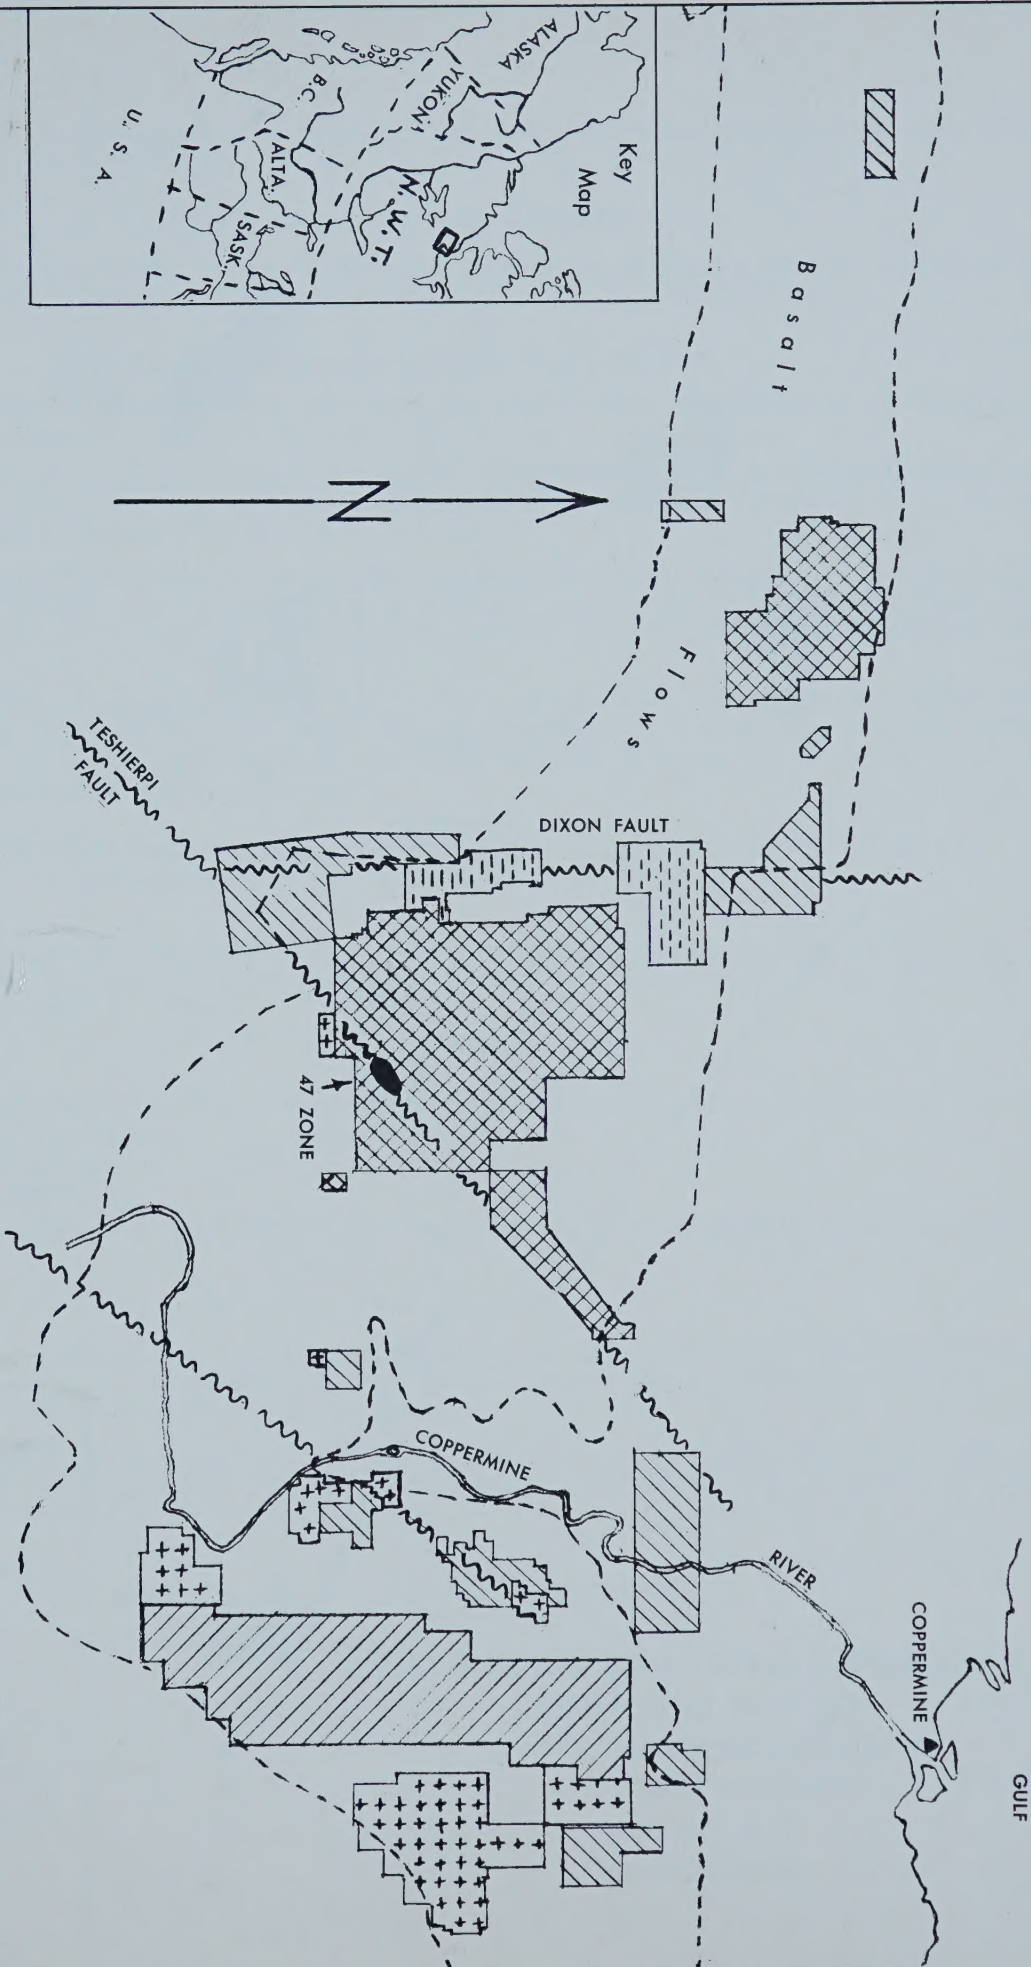 Key
Map
ALASKA
YUKON
B.C.
ALTA.
SASK.
N. W. T.
U. S. A.
Basalt
Flows
N
TESHIERPI
FAULT
DIXON FAULT
47 ZONE
COPPERMINE
RIVER
COPPERMINE
GULF